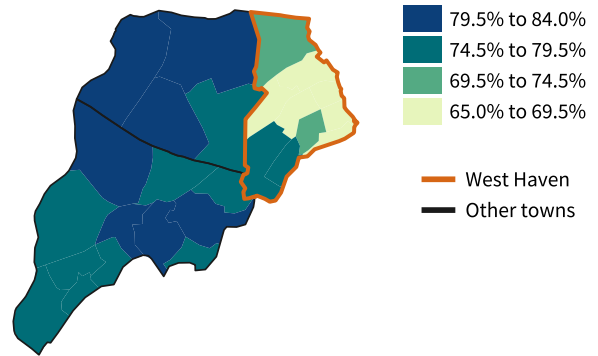 79.5% to 84.0%
74.5% to 79.5%
69.5% to 74.5%
65.0% to 69.5%
West Haven
Other towns